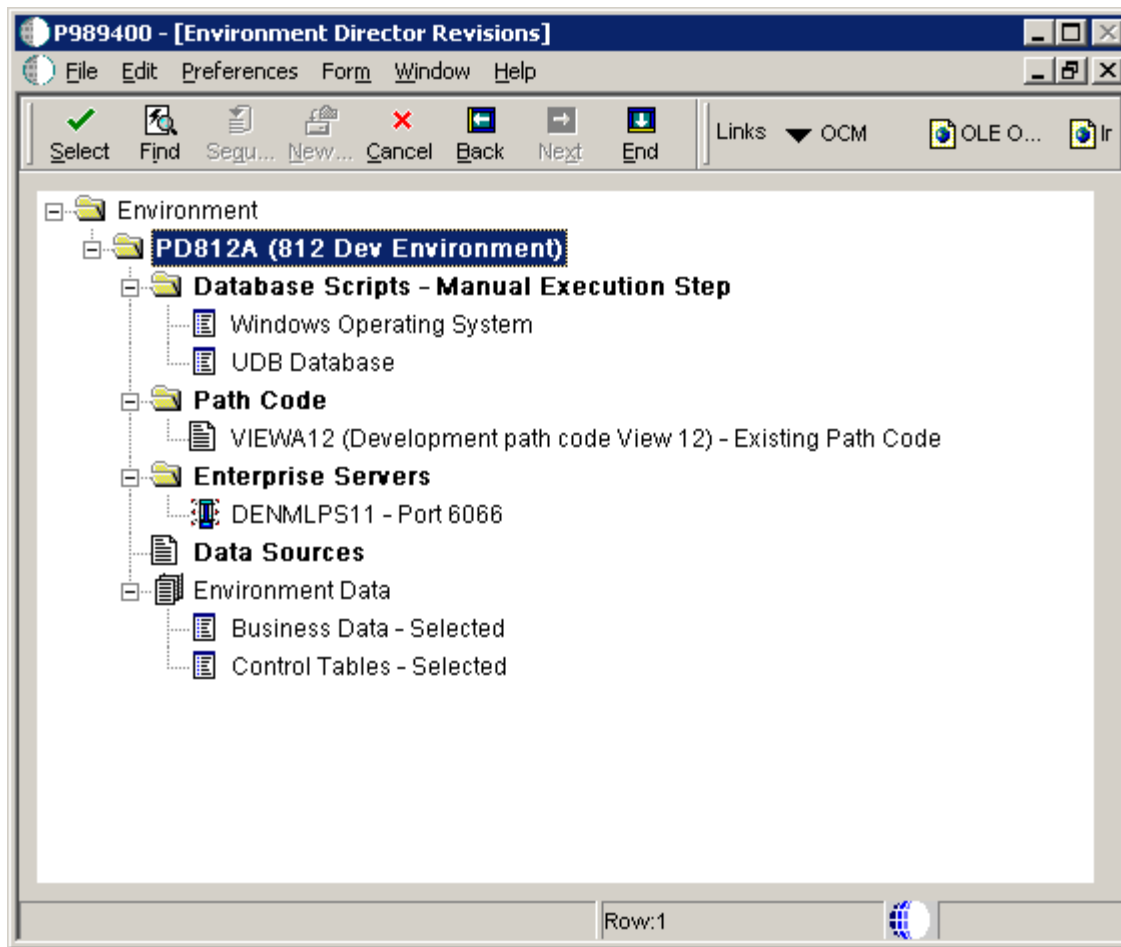 P989400 - [Environment Director Revisions]
File Edit Preferences Form Window Help
Select Find Sequ... New... Cancel Back Next End Links OCM OLE O... Ir
Environment
PD812A (812 Dev Environment)
Database Scripts - Manual Execution Step
Windows Operating System
UDB Database
Path Code
VIEWA12 (Development path code View 12) - Existing Path Code
Enterprise Servers
DENMLPS11 - Port 6066
Data Sources
Environment Data
Business Data - Selected
Control Tables - Selected
Row:1